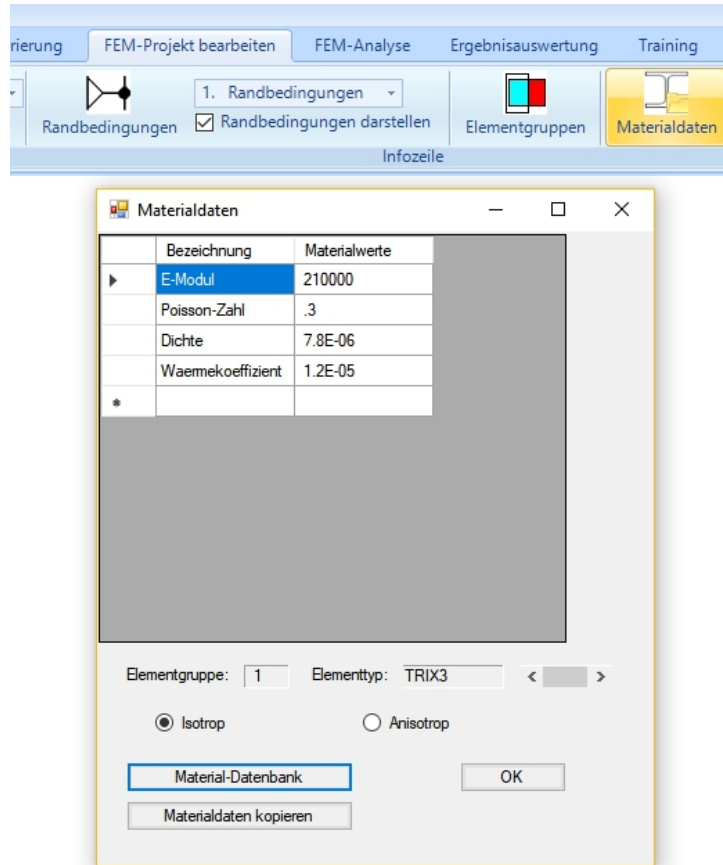 rierung FEM-Projekt bearbeiten FEM-Analyse Ergebnisauswertung Training
1. Randbedingungen
Randbedingungen Randbedingungen darstellen Elementgruppen Materialdaten
Infozeile
Materialdaten
Bezeichnung Materialwerte
E-Modul 210000
Poisson-Zahl .3
Dichte 7.8E-06
Waermekoeffizient 1.2E-05
Elementgruppe: 1 Elementtyp: TRIX3
Isotrop Anisotrop
Material-Datenbank OK
Materialdaten kopieren